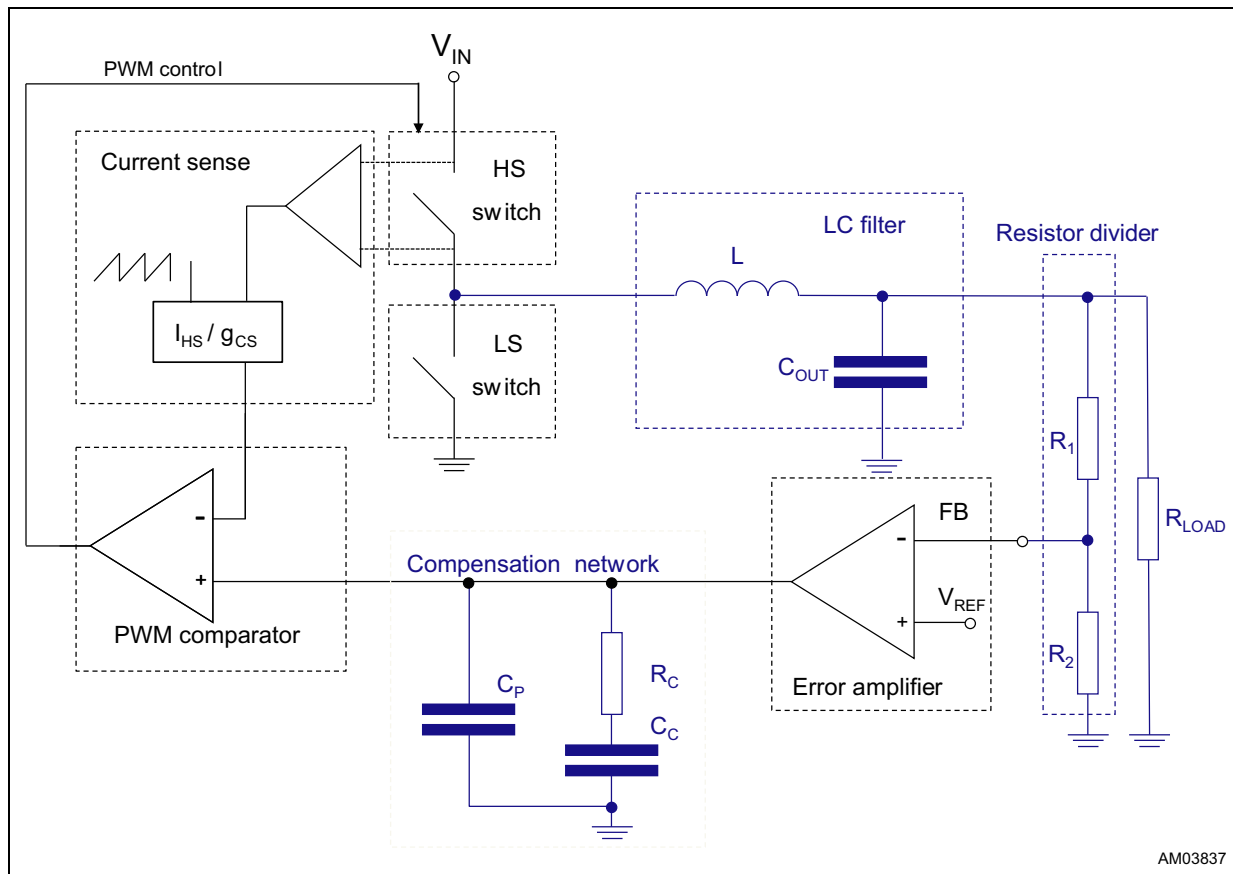 V_IN
PWM control
Current sense
HS
switch
LC filter
Resistor divider
L
I_HS / g_CS
LS
switch
C_OUT
R_1
FB
R_LOAD
-
-
Compensation network
V_REF
+
+
PWM comparator
R_2
C_P
R_C
Error amplifier
C_C
AM03837